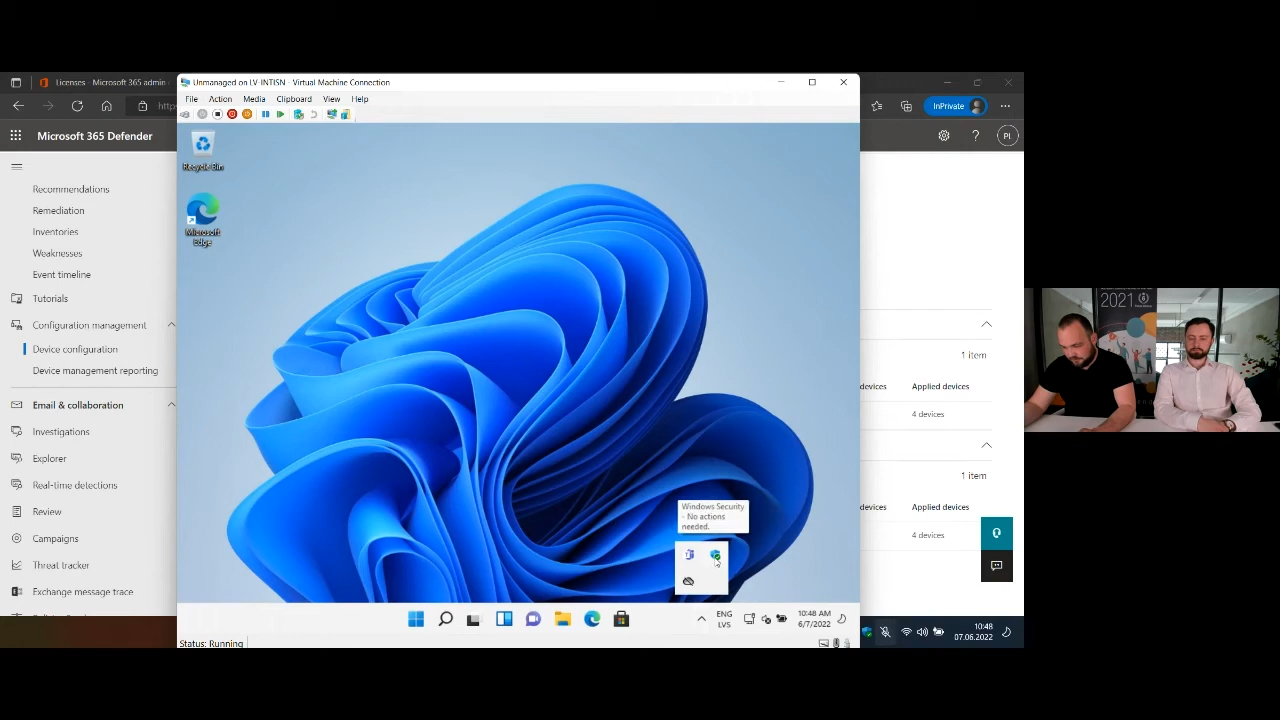 Licenses - Microsoft 365 admin
Unmanaged on LV-INTISN - Virtual Machine Connection
File Action Media Clipboard View Help
InPrivate
Microsoft 365 Defender
PL
Recycle Bin
Microsoft
Edge
Recommendations
Remediation
Inventories
Weaknesses
Event timeline
Tutorials
Configuration management
Device configuration
Device management reporting
Email & collaboration
Investigations
Explorer
Real-time detections
Review
Campaigns
Threat tracker
Exchange message trace
1 item
devices Applied devices
4 devices
1 item
devices Applied devices
4 devices
Windows Security
- No actions
needed.
ENG
LVS
10:48 AM
6/7/2022
Status: Running
10:48
07.06.2022
2021